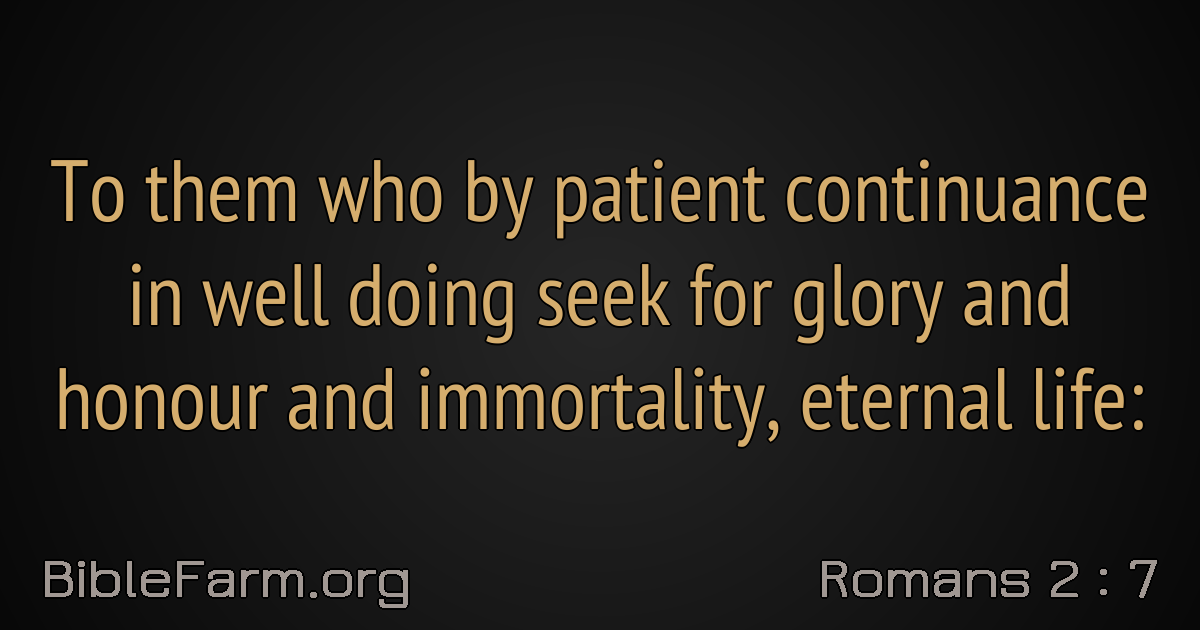 To them who by patient continuance
in well doing seek for glory and
honour and immortality, eternal life:
BibleFarm.org
Romans 2 : 7